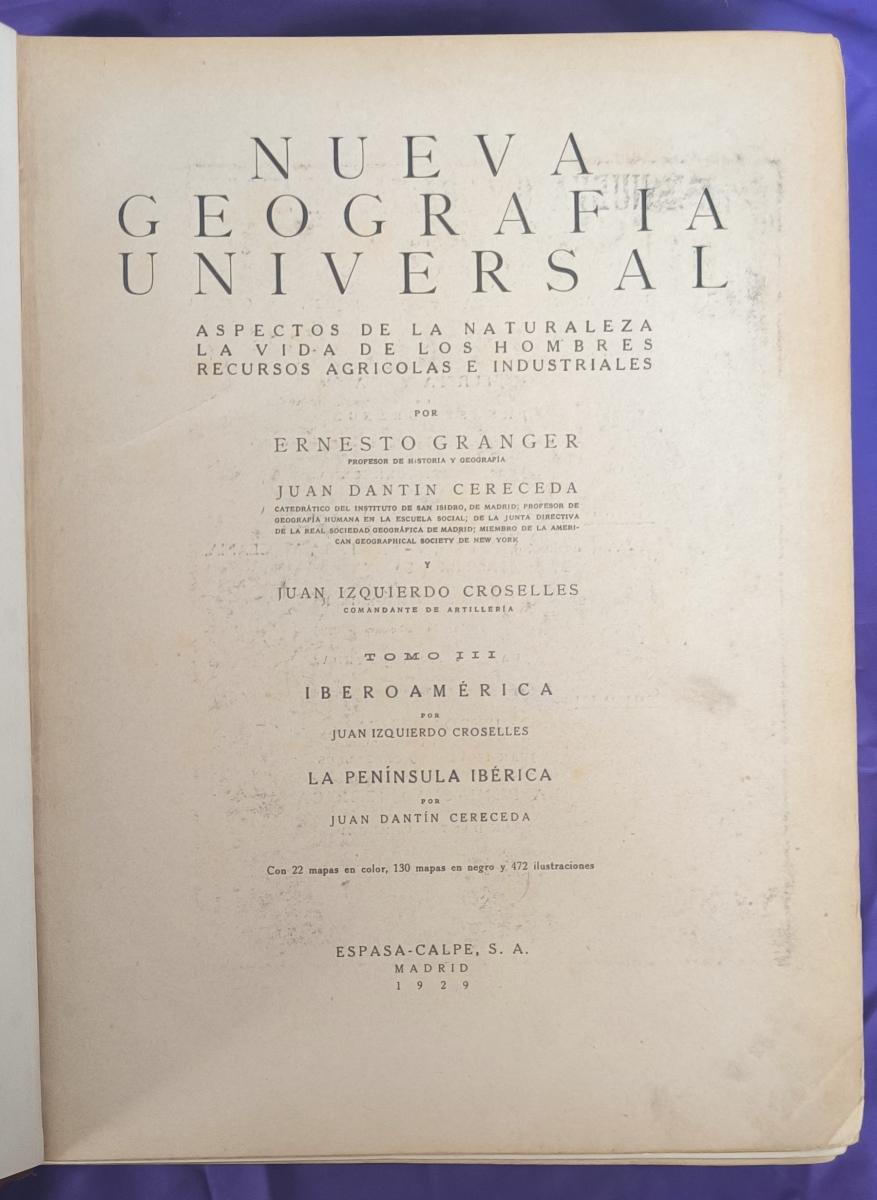 NUEVA
GEOGRAFIA
UNIVERSAL
ASPECTOS DE LA NATURALEZA
LA VIDA DE LOS HOMBRES
RECURSOS AGRICOLAS E INDUSTRIALES
POR
ERNESTO GRANGER
PROFESOR DE HISTORIA Y GEOGRAFÍA
JUAN DANTIN CERECEDA
CATEDRÁTICO DEL INSTITUTO DE SAN ISIDRO, DE MADRID; PROFESOR DE
GEOGRAFÍA HUMANA EN LA ESCUELA SOCIAL; DE LA JUNTA DIRECTIVA
DE LA REAL SOCIEDAD GEOGRÁFICA DE MADRID; MIEMBRO DE LA AMERI-
CAN GEOGRAPHICAL SOCIETY DE NEW YORK
Y
JUAN IZQUIERDO CROSELLES
COMANDANTE DE ARTILLERÍA
TOMO III
IBEROAMÉRICA
POR
JUAN IZQUIERDO CROSELLES
LA PENÍNSULA IBÉRICA
POR
JUAN DANTÍN CERECEDA
Con 22 mapas en color, 130 mapas en negro y 472 ilustraciones
ESPASA-CALPE, S. A.
MADRID
1929